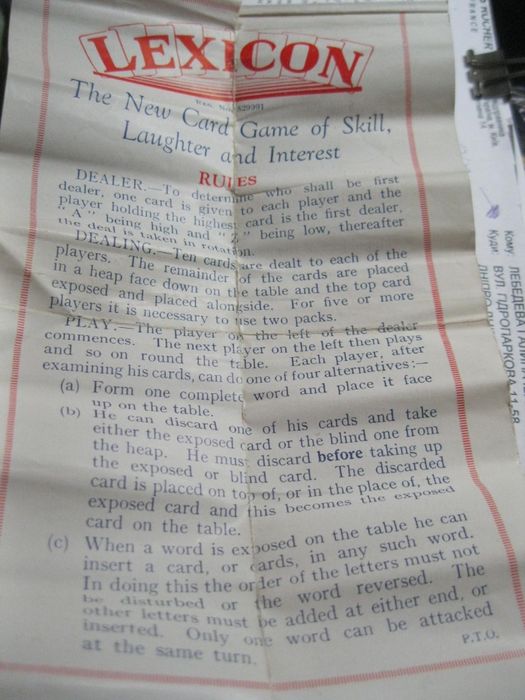 LEXICON
REG. No. 829991
The New Card Game of Skill,
Laughter and Interest
RULES
DEALER.—To determine who shall be first
dealer, one card is given to each player and the
player holding the highest card is the first dealer,
"A" being high and "Z" being low, thereafter
the deal is taken in rotation.
DEALING.—Ten cards are dealt to each of the
players. The remainder of the cards are placed
in a heap face down on the table and the top card
exposed and placed alongside. For five or more
players it is necessary to use two packs.
PLAY.—The player on the left of the dealer
commences. The next player on the left then plays
and so on round the table. Each player, after
examining his cards, can do one of four alternatives:—
(a) Form one complete word and place it face
up on the table.
(b) He can discard one of his cards and take
either the exposed card or the blind one from
the heap. He must discard before taking up
the exposed or blind card. The discarded
card is placed on top of, or in the place of, the
exposed card and this becomes the exposed
card on the table.
(c) When a word is exposed on the table he can
insert a card, or cards, in any such word.
In doing this the order of the letters must not
be disturbed or the word reversed. The
other letters must be added at either end, or
inserted. Only one word can be attacked
at the same turn.
P.T.O.
ROCHER
FRANCE
Кому:
Куди:
ВУЛ. ГІДРОПАРКОВА 11-58